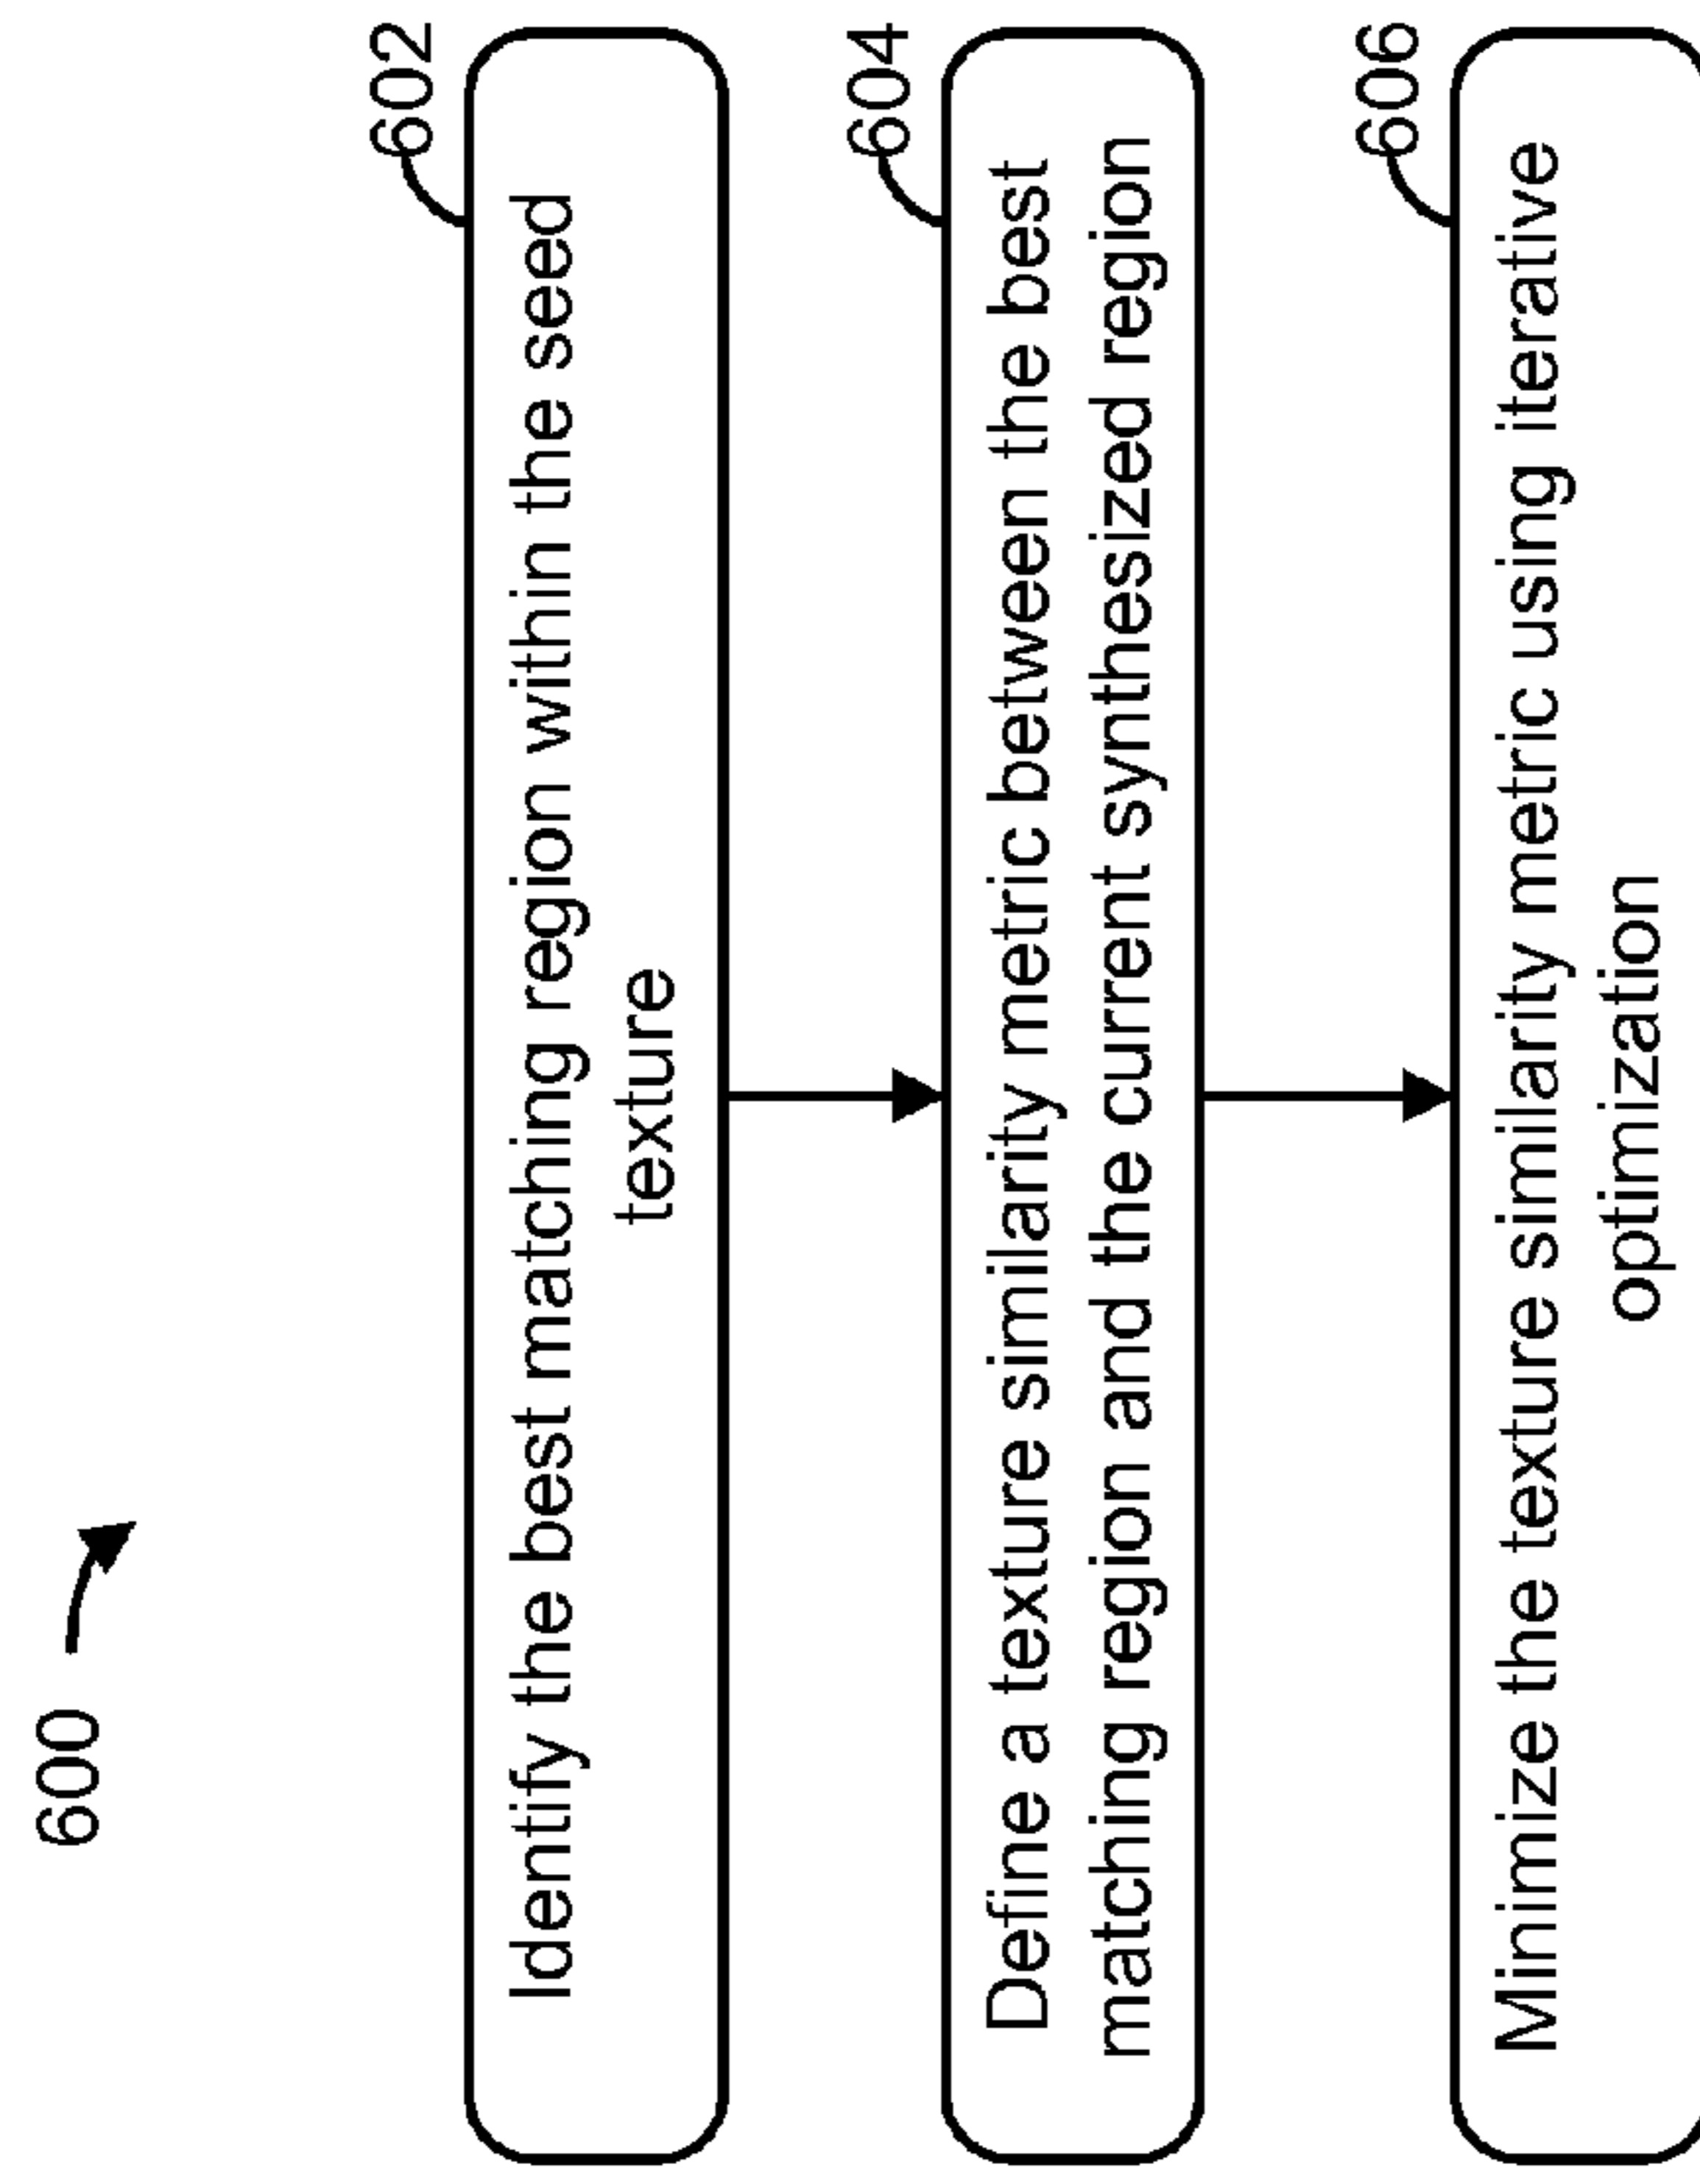 600
602
Identify the best matching region within the seed
texture
604
Define a texture similarity metric between the best
matching region and the current synthesized region
606
Minimize the texture similarity metric using iterative
optimization